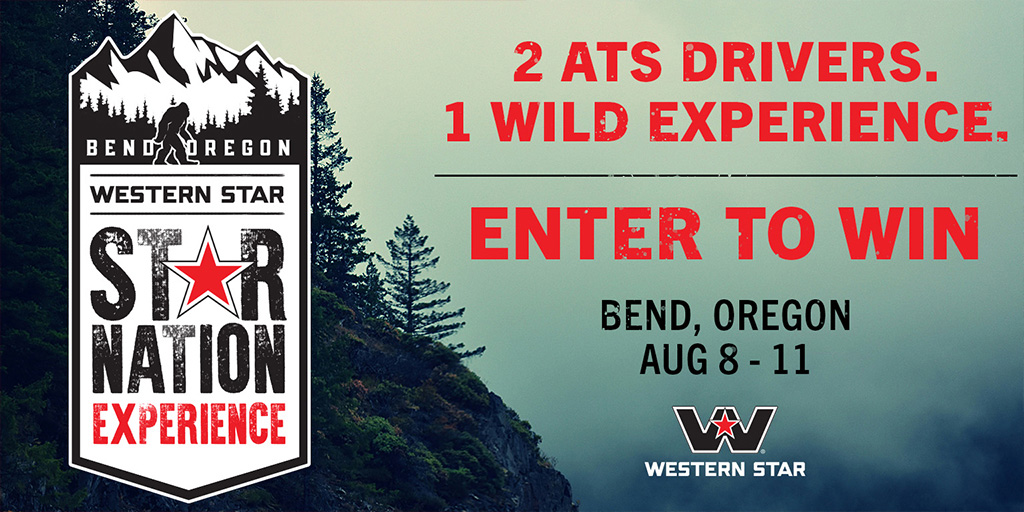 BEND, OREGON
WESTERN STAR
STAR
NATION
EXPERIENCE
2 ATS DRIVERS.
1 WILD EXPERIENCE.
ENTER TO WIN
BEND, OREGON
AUG 8 - 11
WESTERN STAR